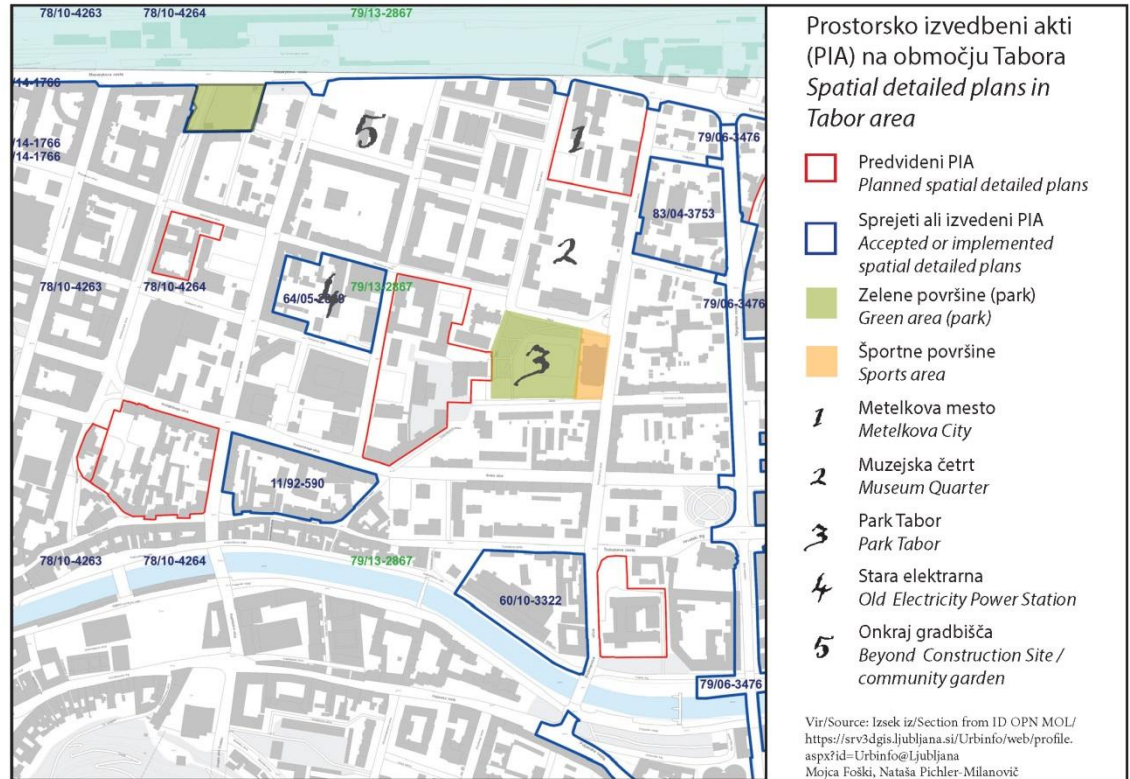 78/10-4263
78/10-4264
79/13-2867
/14-1766
/14-1766
/14-1766
5
1
79/06-3476
83/04-3753
2
78/10-4263
78/10-4264
79/13-2867
79/06-3476
4
3
11/92-590
78/10-4263
78/10-4264
79/13-2867
60/10-3322
79/06-3476
Prostorsko izvedbeni akti
(PIA) na območju Tabora
Spatial detailed plans in
Tabor area
Predvideni PIA
Planned spatial detailed plans
Sprejeti ali izvedeni PIA
Accepted or implemented
spatial detailed plans
Zelene površine (park)
Green area (park)
Športne površine
Sports area
1
Metelkova mesto
Metelkova City
2
Muzejska četrt
Museum Quarter
3
Park Tabor
Park Tabor
4
Stara elektrarna
Old Electricity Power Station
5
Onkraj gradbišča
Beyond Construction Site /
community garden
Vir/Source: Izsek iz/Section from ID OPN MOL/
https://srv3dgis.ljubljana.si/Urbinfo/web/profile.
aspx?id=Urbinfo@Ljubljana
Mojca Foški, Nataša Pichler-Milanovič